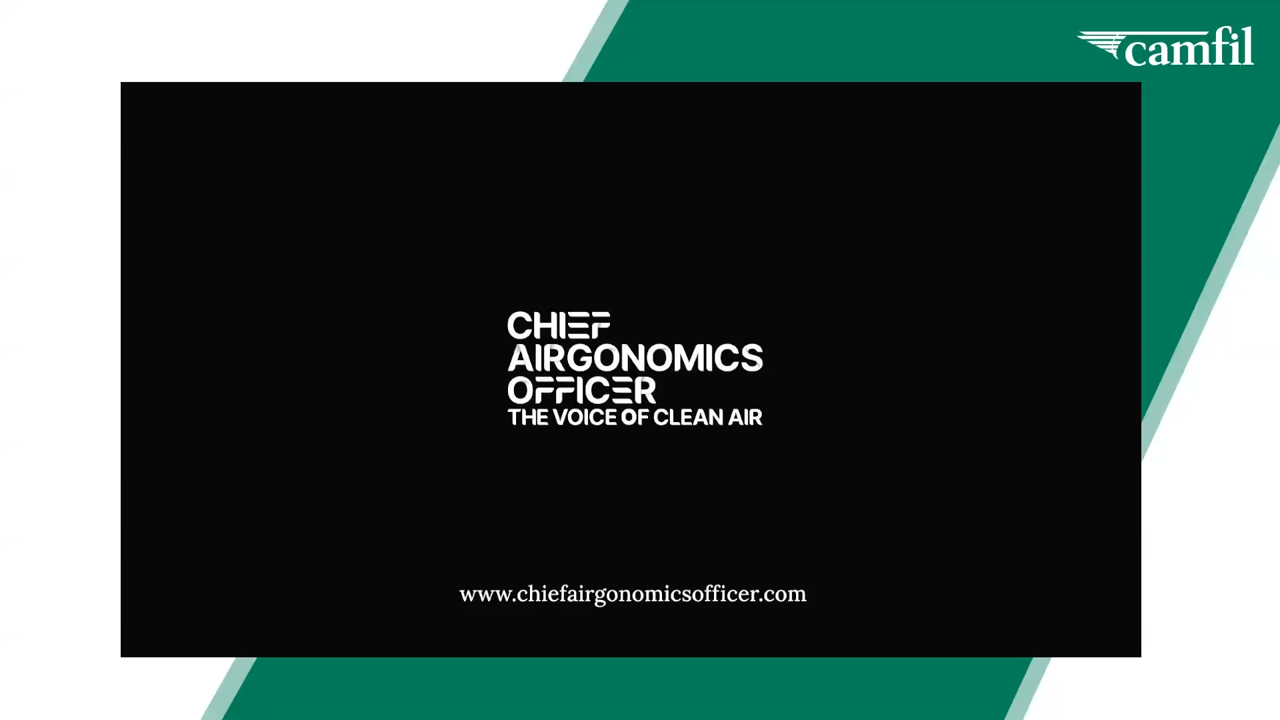 camfil
CHIEF
AIRGONOMICS
OFFICER
THE VOICE OF CLEAN AIR
www.chiefairgonomicsofficer.com